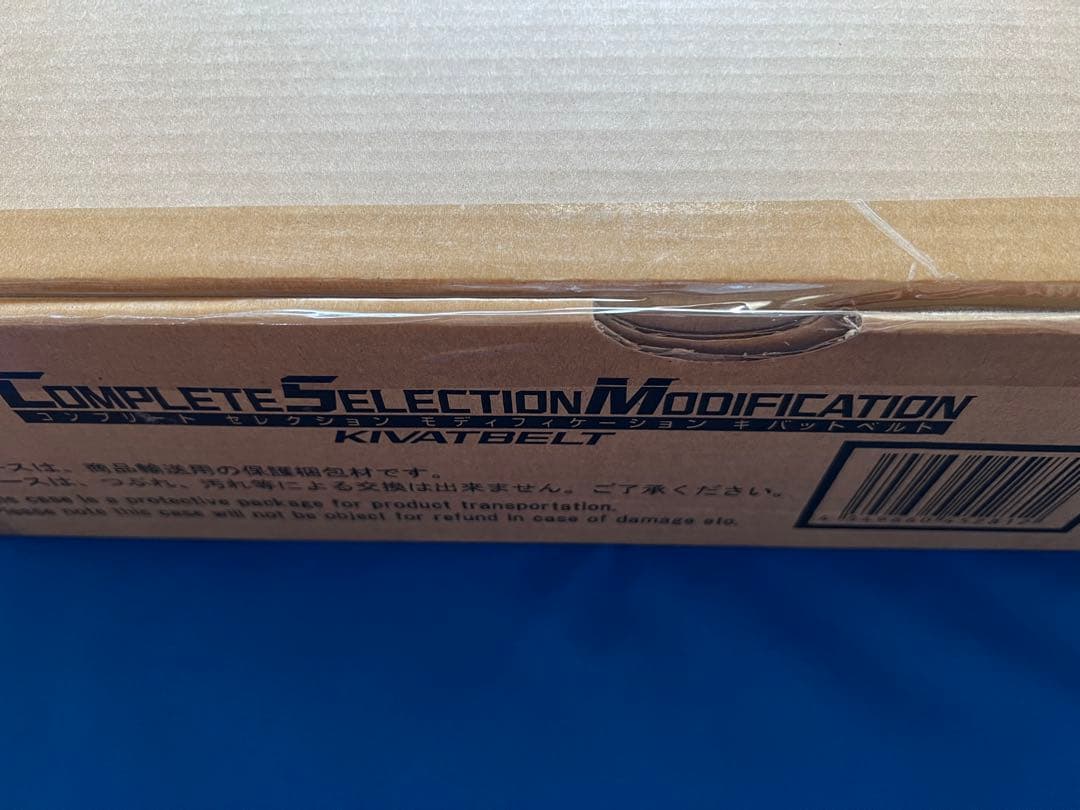 COMPLETE SELECTION MODIFICATION
コンプリート セレクション モディフィケーション キバットベルト
KIVATBELT
ースは、商品輸送用の保護梱包材です。
ースは、つぶれ、汚れ等による交換は出来ません。ご了承ください。
case is a protective package for product transportation.
Please note this case will not be object for refund in case of damage etc.